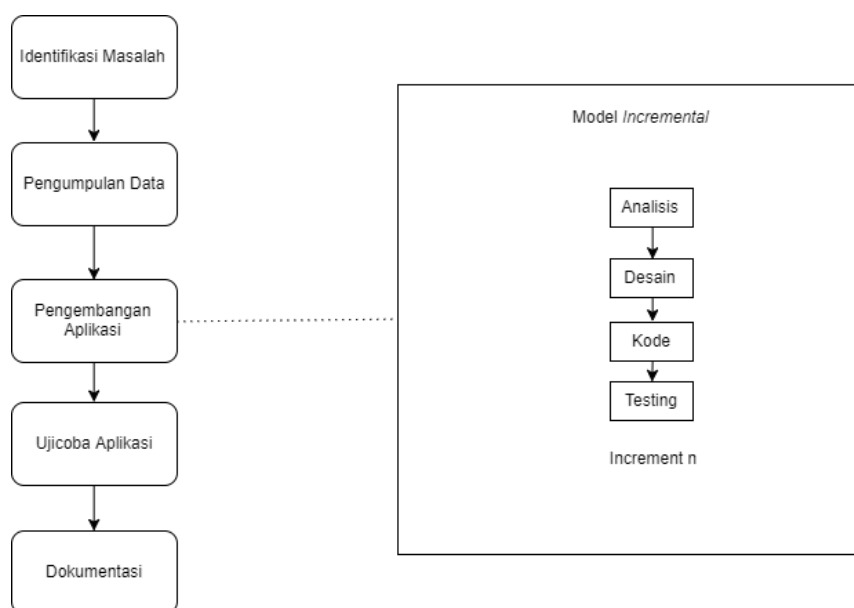 Identifikasi Masalah
Pengumpulan Data
Pengembangan
Aplikasi
Ujicoba Aplikasi
Dokumentasi
Model Incremental
Analisis
Desain
Kode
Testing
Increment n